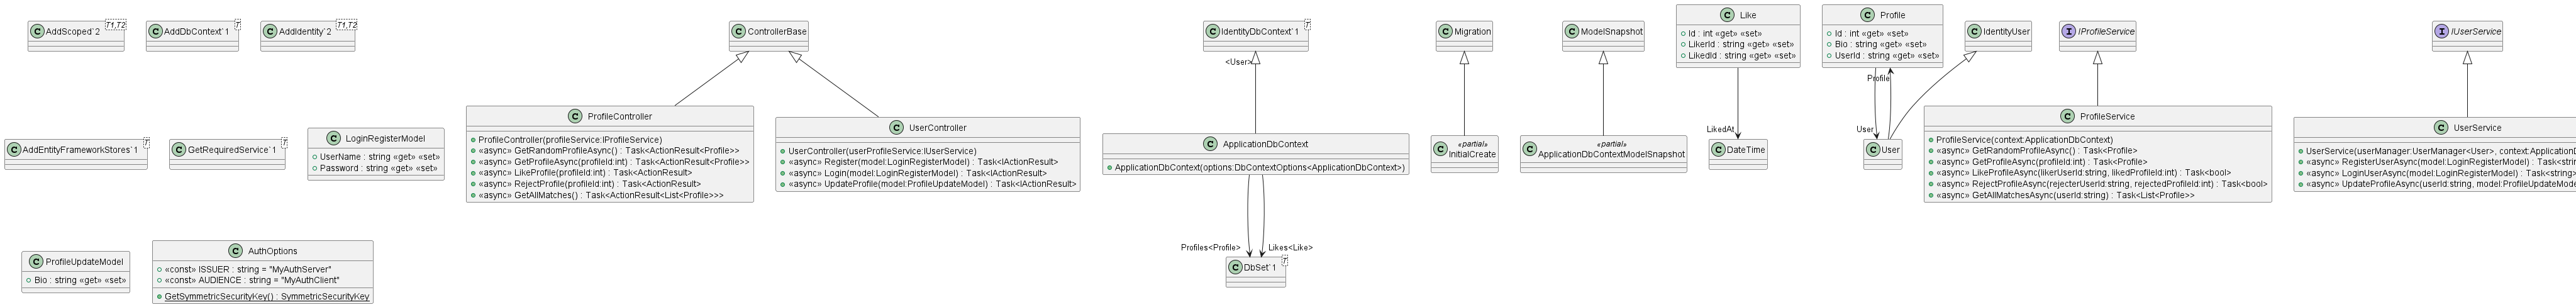 AddScoped`2
T1,T2
AddDbContext`1
T
AddIdentity`2
T1,T2
ControllerBase
IdentityDbContext`1
T
Migration
ModelSnapshot
Like
Id : int «get» «set»
LikerId : string «get» «set»
LikedId : string «get» «set»
Profile
Id : int «get» «set»
Bio : string «get» «set»
UserId : string «get» «set»
IdentityUser
IProfileService
IUserService
<User>
Profile
AddEntityFrameworkStores`1
T
GetRequiredService`1
T
LoginRegisterModel
UserName : string «get» «set»
Password : string «get» «set»
ProfileController
ProfileController(profileService:IProfileService)
«async» GetRandomProfileAsync() : Task<ActionResult<Profile>>
«async» GetProfileAsync(profileId:int) : Task<ActionResult<Profile>>
«async» LikeProfile(profileId:int) : Task<ActionResult>
«async» RejectProfile(profileId:int) : Task<ActionResult>
«async» GetAllMatches() : Task<ActionResult<List<Profile>>>
UserController
UserController(userProfileService:IUserService)
«async» Register(model:LoginRegisterModel) : Task<IActionResult>
«async» Login(model:LoginRegisterModel) : Task<IActionResult>
«async» UpdateProfile(model:ProfileUpdateModel) : Task<IActionResult>
ApplicationDbContext
ApplicationDbContext(options:DbContextOptions<ApplicationDbContext>)
«partial»
InitialCreate
«partial»
ApplicationDbContextModelSnapshot
LikedAt
DateTime
User
User
ProfileService
ProfileService(context:ApplicationDbContext)
«async» GetRandomProfileAsync() : Task<Profile>
«async» GetProfileAsync(profileId:int) : Task<Profile>
«async» LikeProfileAsync(likerUserId:string, likedProfileId:int) : Task<bool>
«async» RejectProfileAsync(rejecterUserId:string, rejectedProfileId:int) : Task<bool>
«async» GetAllMatchesAsync(userId:string) : Task<List<Profile>>
UserService
UserService(userManager:UserManager<User>, context:ApplicationD
«async» RegisterUserAsync(model:LoginRegisterModel) : Task<string
«async» LoginUserAsync(model:LoginRegisterModel) : Task<string>
«async» UpdateProfileAsync(userId:string, model:ProfileUpdateMode
ProfileUpdateModel
Bio : string «get» «set»
AuthOptions
«const» ISSUER : string = "MyAuthServer"
«const» AUDIENCE : string = "MyAuthClient"
GetSymmetricSecurityKey() : SymmetricSecurityKey
Profiles<Profile>
Likes<Like>
DbSet`1
T